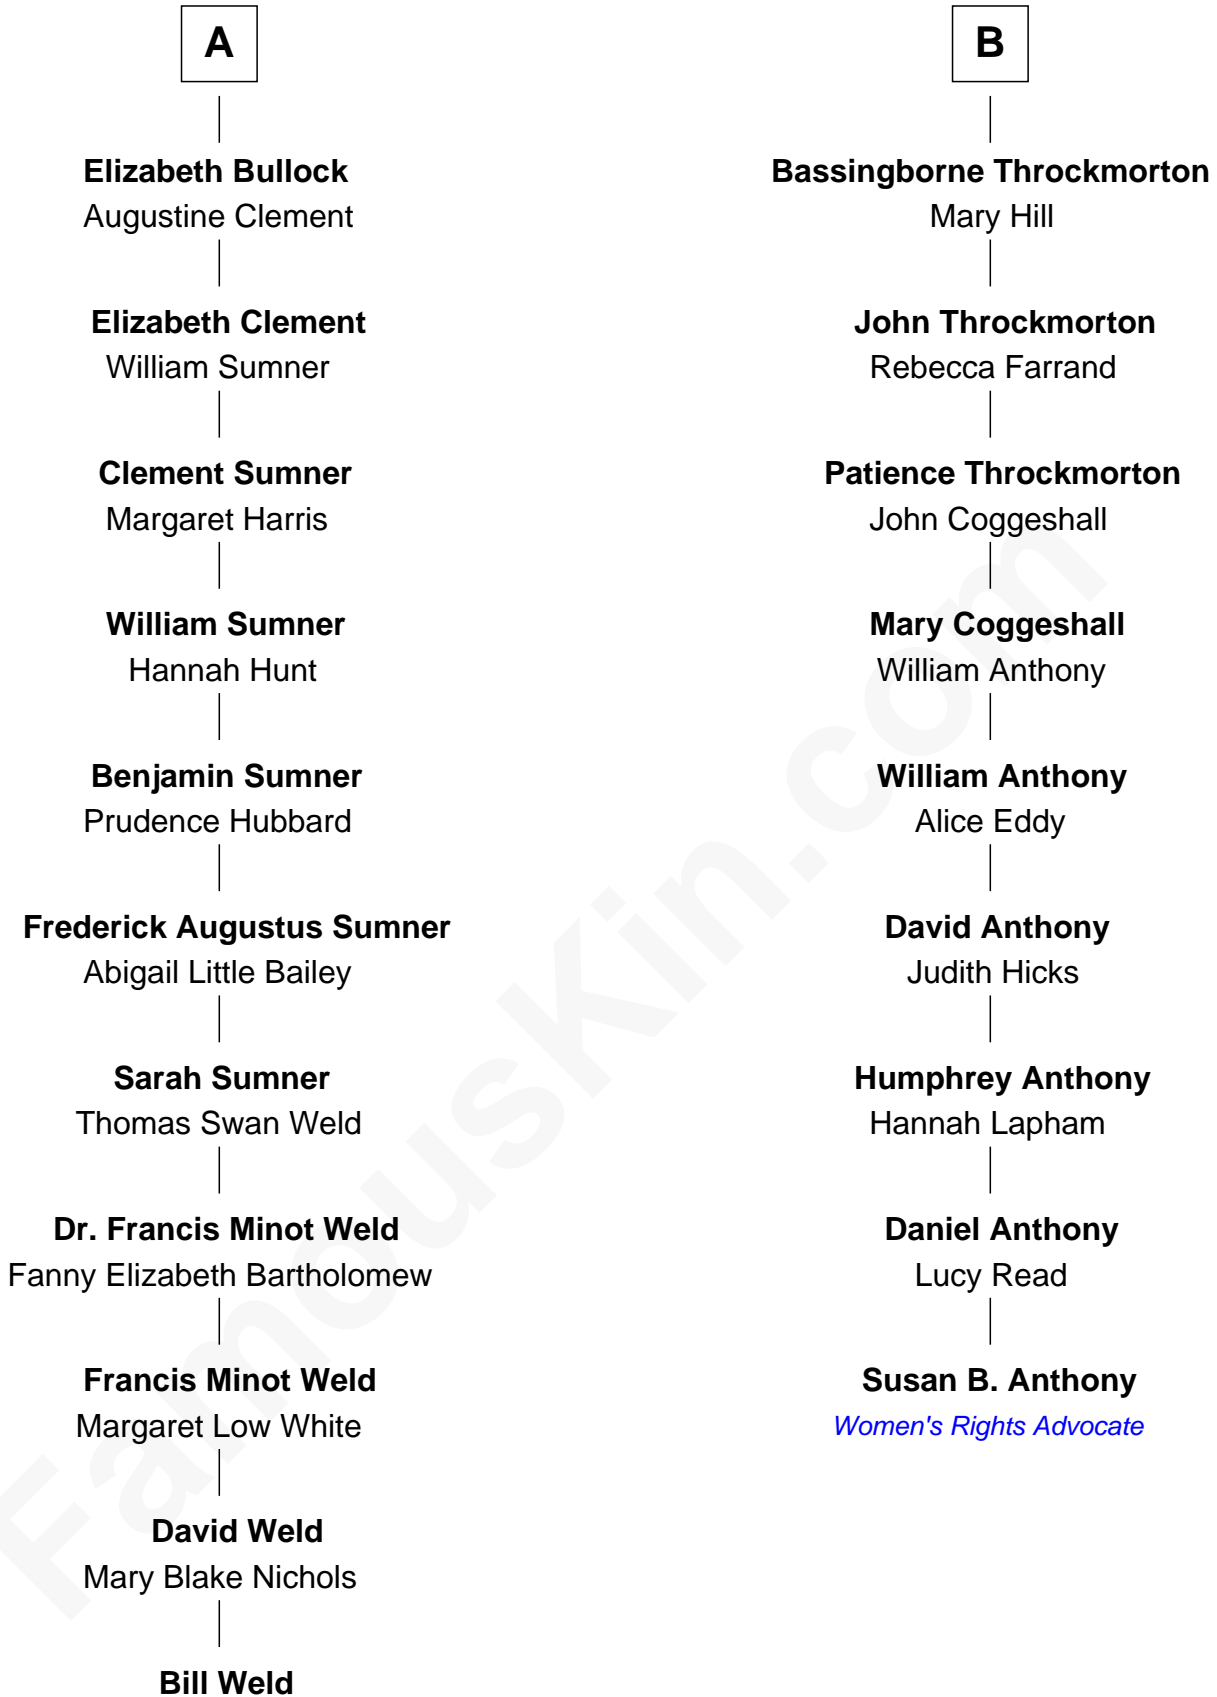 A
Elizabeth Bullock
Augustine Clement
Elizabeth Clement
William Sumner
Clement Sumner
Margaret Harris
William Sumner
Hannah Hunt
Benjamin Sumner
Prudence Hubbard
Frederick Augustus Sumner
Abigail Little Bailey
Sarah Sumner
Thomas Swan Weld
Dr. Francis Minot Weld
Fanny Elizabeth Bartholomew
Francis Minot Weld
Margaret Low White
David Weld
Mary Blake Nichols
Bill Weld
B
Bassingborne Throckmorton
Mary Hill
John Throckmorton
Rebecca Farrand
Patience Throckmorton
John Coggeshall
Mary Coggeshall
William Anthony
William Anthony
Alice Eddy
David Anthony
Judith Hicks
Humphrey Anthony
Hannah Lapham
Daniel Anthony
Lucy Read
Susan B. Anthony
Women's Rights Advocate
FamousKin.com